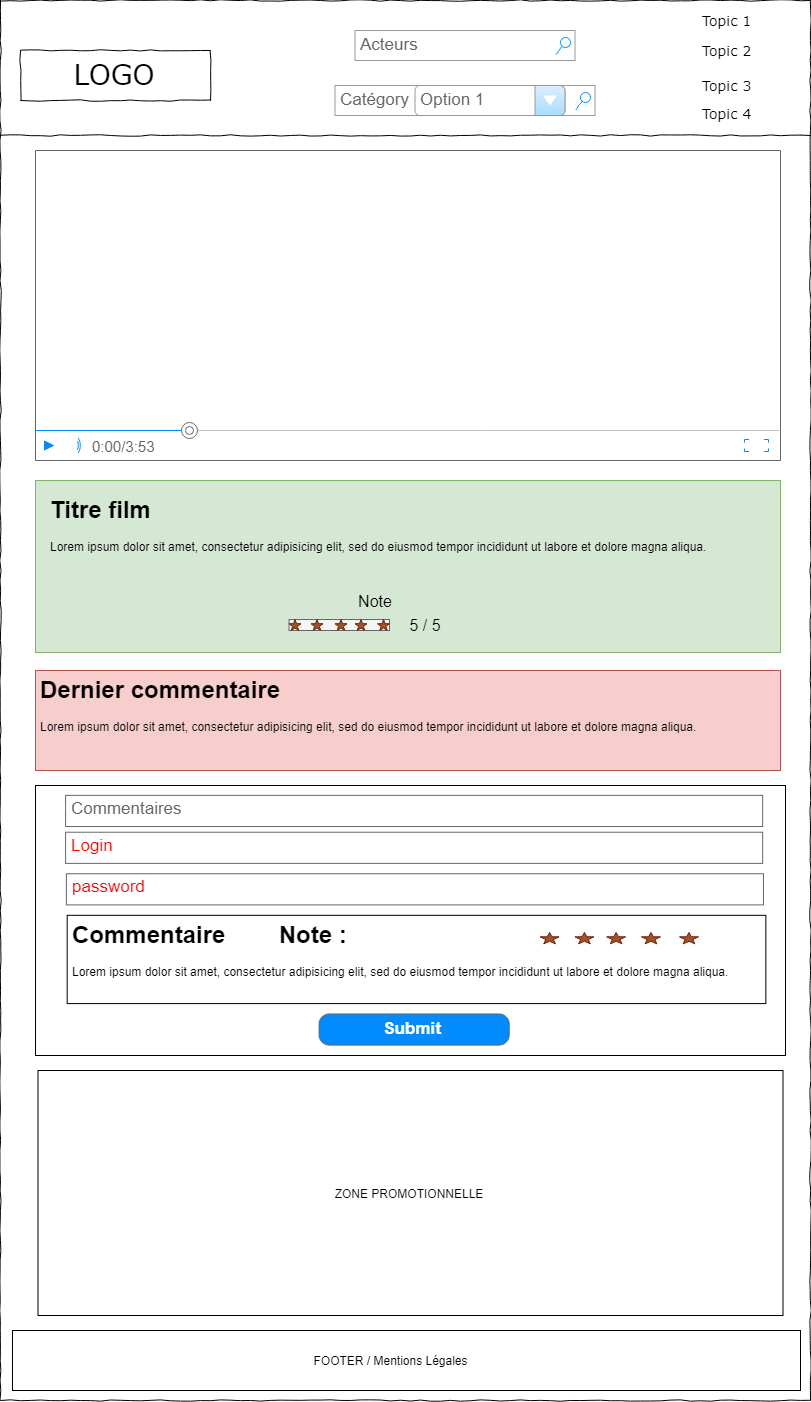 LOGO
Acteurs
Catégory Option 1
Topic 1
Topic 2
Topic 3
Topic 4
0:00/3:53
Titre film
Lorem ipsum dolor sit amet, consectetur adipisicing elit, sed do eiusmod tempor incididunt ut labore et dolore magna aliqua.
Note
5 / 5
Dernier commentaire
Lorem ipsum dolor sit amet, consectetur adipisicing elit, sed do eiusmod tempor incididunt ut labore et dolore magna aliqua.
Commentaires
Login
password
Commentaire Note :
Lorem ipsum dolor sit amet, consectetur adipisicing elit, sed do eiusmod tempor incididunt ut labore et dolore magna aliqua.
Submit
ZONE PROMOTIONNELLE
FOOTER / Mentions Légales